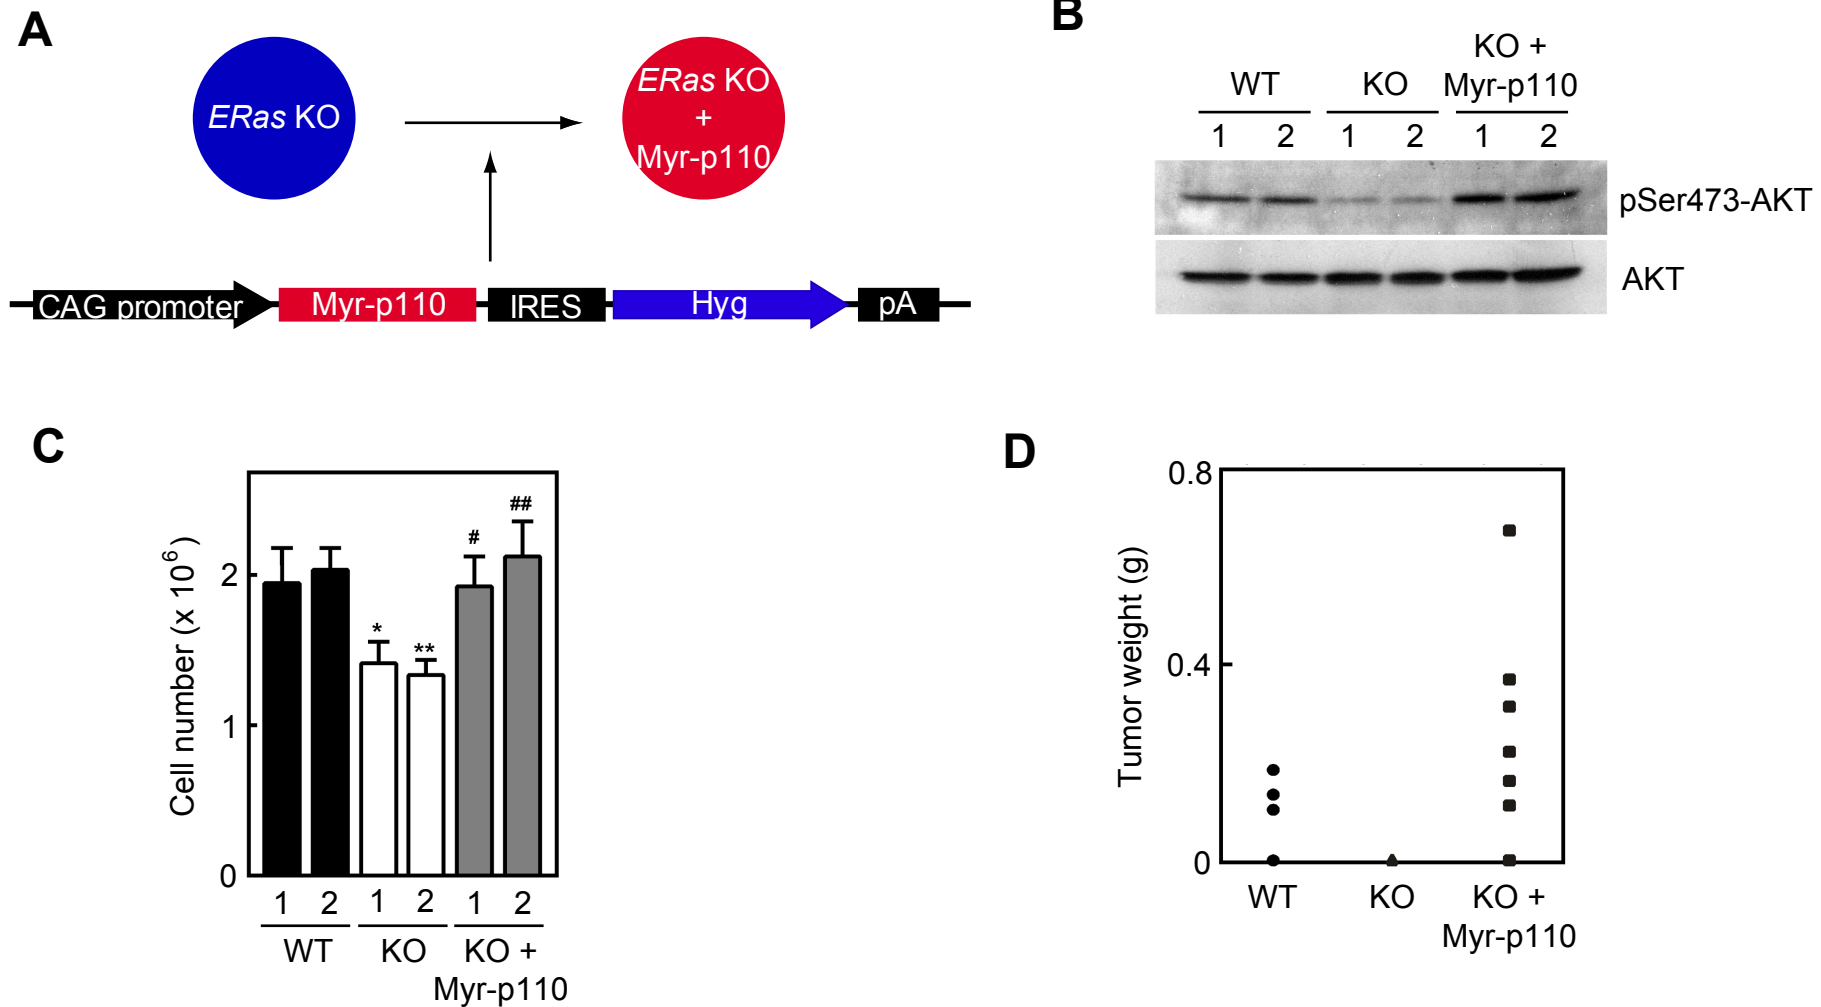 A
ERas KO
ERas KO
+
Myr-p110
CAG promoter Myr-p110 IRES Hyg pA
B
WT KO KO +
Myr-p110
1 2 1 2 1 2
pSer473-AKT
AKT
C
Cell number (x 10^6)
2
1
0
* ** # ##
1 2 1 2 1 2
WT KO KO +
Myr-p110
D
Tumor weight (g)
0.8
0.4
0
WT KO KO +
Myr-p110